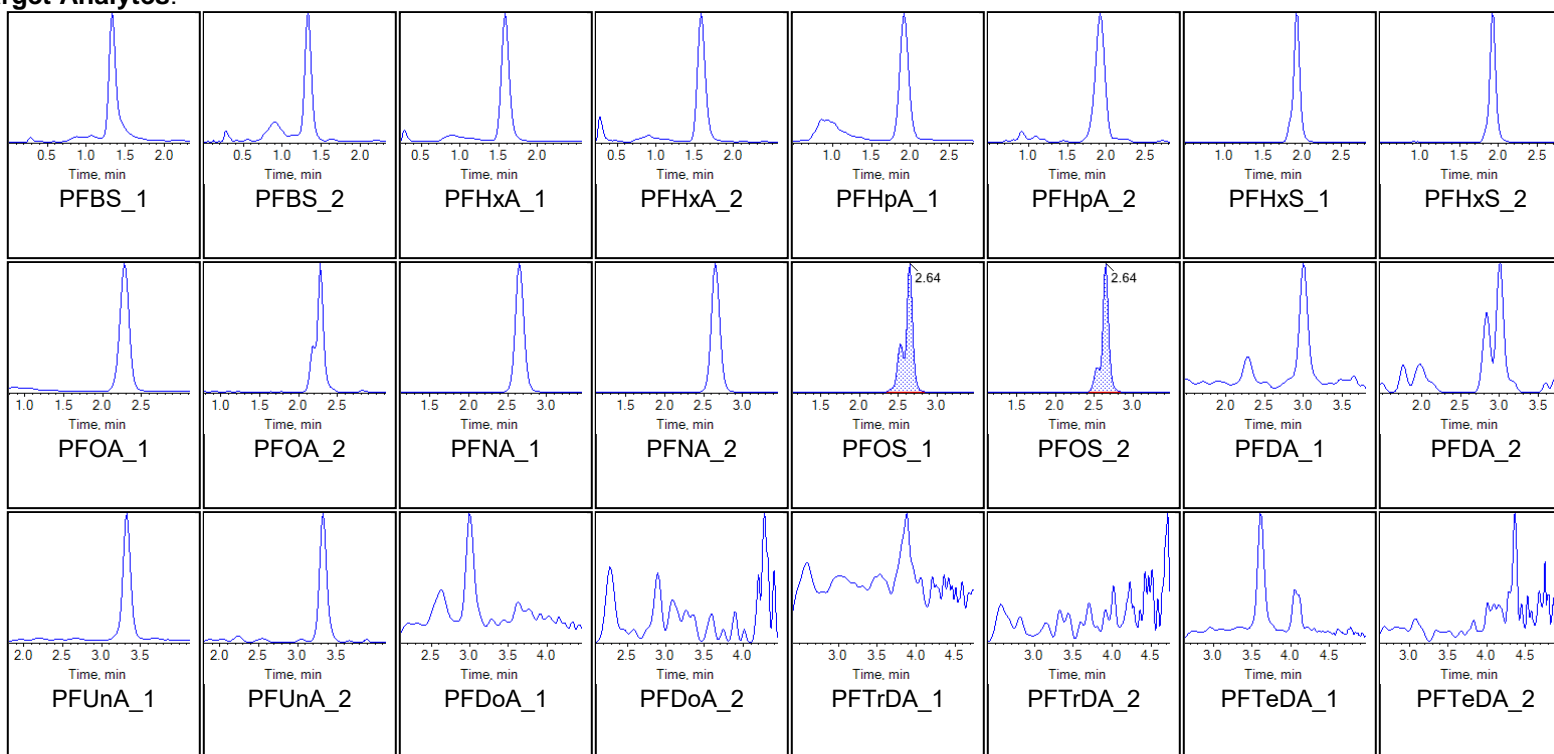 arget Analytes:
0.5 1.0 1.5 2.0 0.5 1.0 1.5 2.0 0.5 1.0 1.5 2.0 0.5 1.0 1.5 2.0 1.0 1.5 2.0 2.5 1.0 1.5 2.0 2.5 1.0 1.5 2.0 2.5 1.0 1.5 2.0 2.5
Time, min Time, min Time, min Time, min Time, min Time, min Time, min Time, min
PFBS_1 PFBS_2 PFHxA_1 PFHxA_2 PFHpA_1 PFHpA_2 PFHxS_1 PFHxS_2
2.64 2.64
1.0 1.5 2.0 2.5 1.0 1.5 2.0 2.5 1.5 2.0 2.5 3.0 1.5 2.0 2.5 3.0 1.5 2.0 2.5 3.0 1.5 2.0 2.5 3.0 2.0 2.5 3.0 3.5 2.0 2.5 3.0 3.5
Time, min Time, min Time, min Time, min Time, min Time, min Time, min Time, min
PFOA_1 PFOA_2 PFNA_1 PFNA_2 PFOS_1 PFOS_2 PFDA_1 PFDA_2
2.0 2.5 3.0 3.5 2.0 2.5 3.0 3.5 2.5 3.0 3.5 4.0 2.5 3.0 3.5 4.0 3.0 3.5 4.0 4.5 3.0 3.5 4.0 4.5 3.0 3.5 4.0 4.5 3.0 3.5 4.0 4.5
Time, min Time, min Time, min Time, min Time, min Time, min Time, min Time, min
PFUnA_1 PFUnA_2 PFDoA_1 PFDoA_2 PFTrDA_1 PFTrDA_2 PFTeDA_1 PFTeDA_2